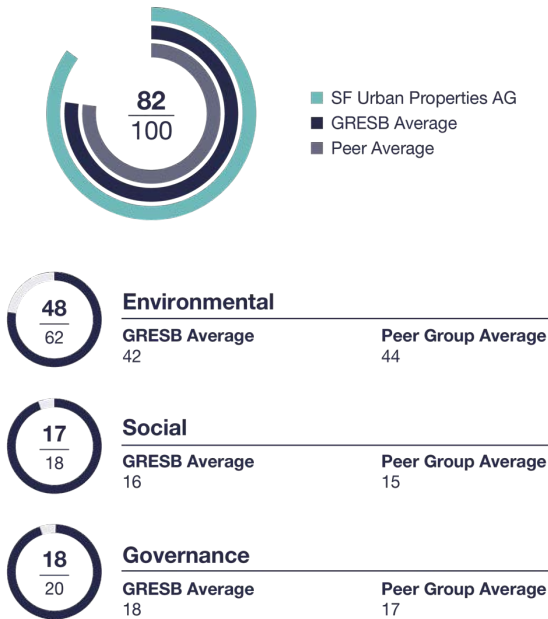 82
100
SF Urban Properties AG
GRESB Average
Peer Average
48
62
Environmental
GRESB Average Peer Group Average
42 44
17
18
Social
GRESB Average Peer Group Average
16 15
18
20
Governance
GRESB Average Peer Group Average
18 17